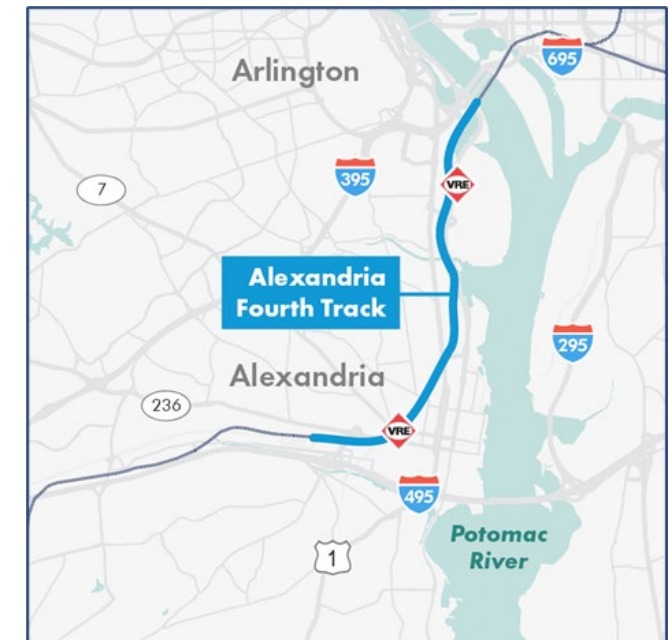 Arlington
695
395
7
VRE
Alexandria
Fourth Track
295
Alexandria
236
VRE
495
Potomac
River
1